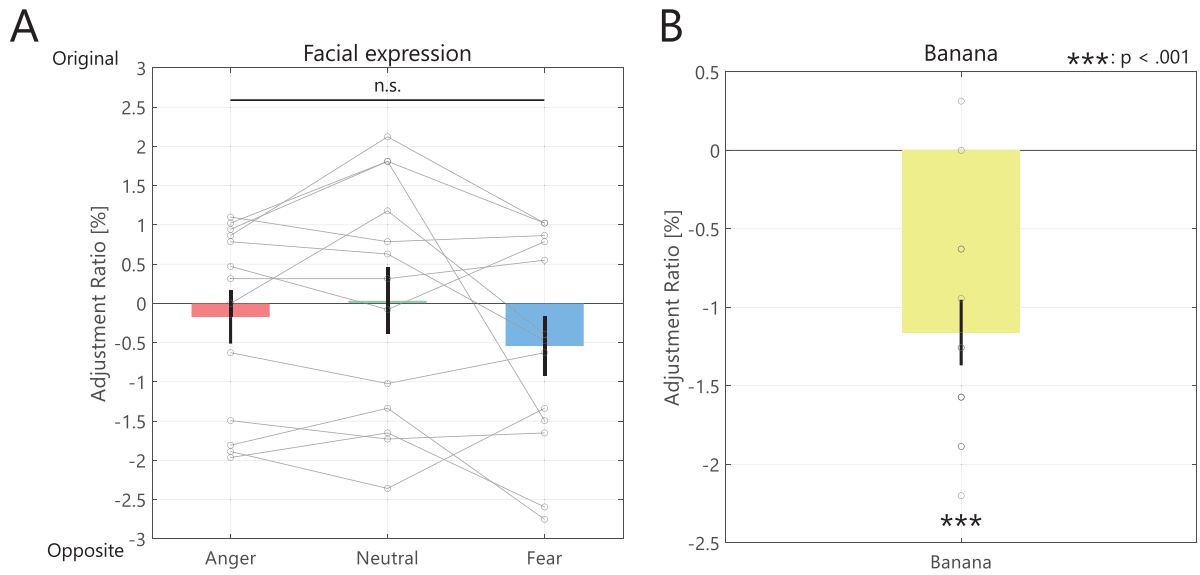 A
Original
Facial expression
n.s.
3
2.5
2
1.5
1
0.5
0
-0.5
-1
-1.5
-2
-2.5
-3
Adjustment Ratio [%]
Opposite
Anger Neutral Fear
B
Banana
***: p < .001
0.5
0
-0.5
-1
-1.5
-2
-2.5
Adjustment Ratio [%]
***
Banana